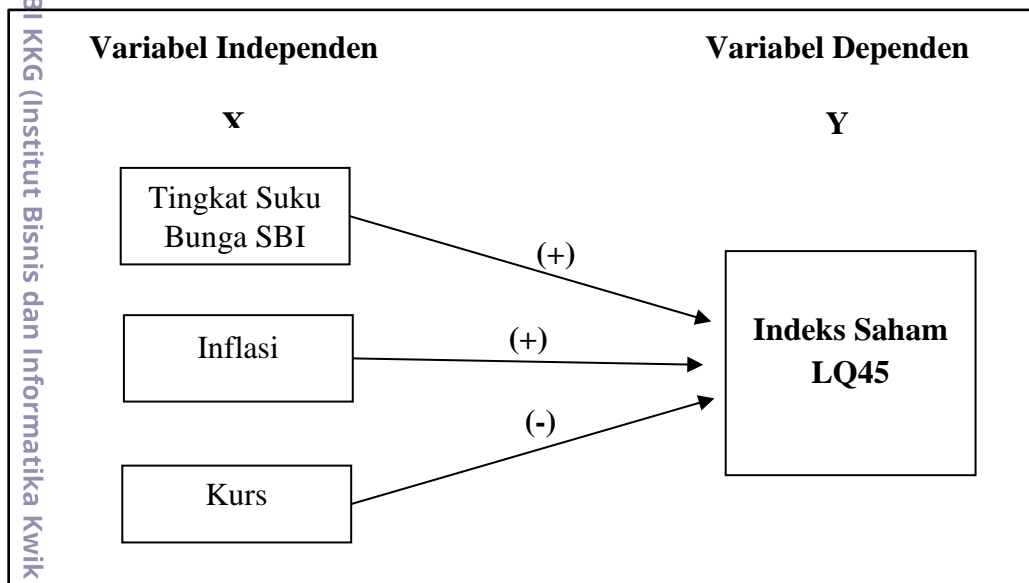 BI KKG (Institut Bisnis dan Informatika Kwik
Variabel Independen
Variabel Dependen
X
Y
Tingkat Suku
Bunga SBI
(+)
Inflasi
(+)
Indeks Saham
LQ45
(-)
Kurs